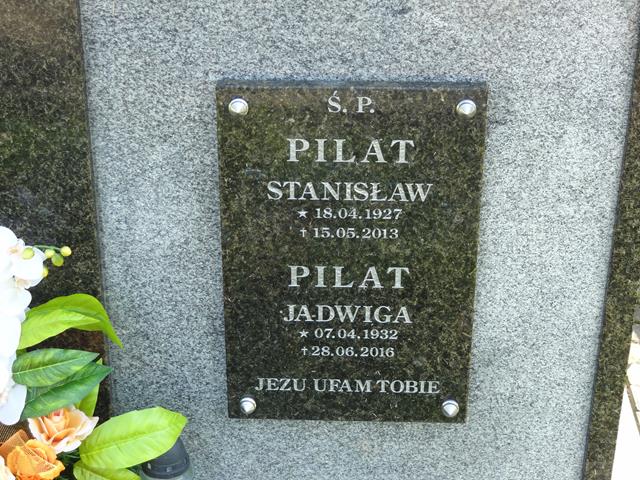 Ś. P.
PILAT
STANISŁAW
★ 18.04.1927
† 15.05.2013
PILAT
JADWIGA
★ 07.04.1932
† 28.06.2016
JEZU UFAM TOBIE